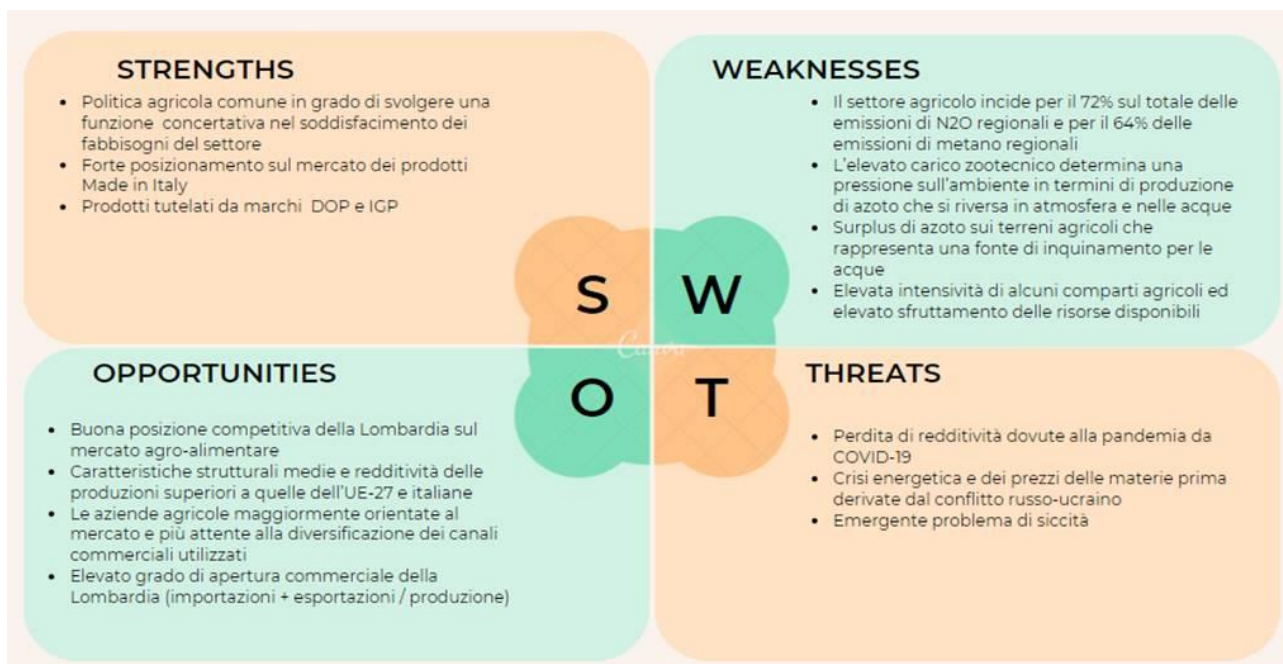 STRENGTHS
• Politica agricola comune in grado di svolgere una
funzione concertativa nel soddisfacimento dei
fabbisogni del settore
• Forte posizionamento sul mercato dei prodotti
Made in Italy
• Prodotti tutelati da marchi DOP e IGP
WEAKNESSES
• Il settore agricolo incide per il 72% sul totale delle
emissioni di N2O regionali e per il 64% delle
emissioni di metano regionali
• L'elevato carico zootecnico determina una
pressione sull'ambiente in termini di produzione
di azoto che si riversa in atmosfera e nelle acque
• Surplus di azoto sui terreni agricoli che
rappresenta una fonte di inquinamento per le
acque
• Elevata intensività di alcuni comparti agricoli ed
elevato sfruttamento delle risorse disponibili
S W
Canva
O T
OPPORTUNITIES
• Buona posizione competitiva della Lombardia sul
mercato agro-alimentare
• Caratteristiche strutturali medie e redditività delle
produzioni superiori a quelle dell'UE-27 e italiane
• Le aziende agricole maggiormente orientate al
mercato e più attente alla diversificazione dei canali
commerciali utilizzati
• Elevato grado di apertura commerciale della
Lombardia (importazioni + esportazioni / produzione)
THREATS
• Perdita di redditività dovute alla pandemia da
COVID-19
• Crisi energetica e dei prezzi delle materie prima
derivate dal conflitto russo-ucraino
• Emergente problema di siccità